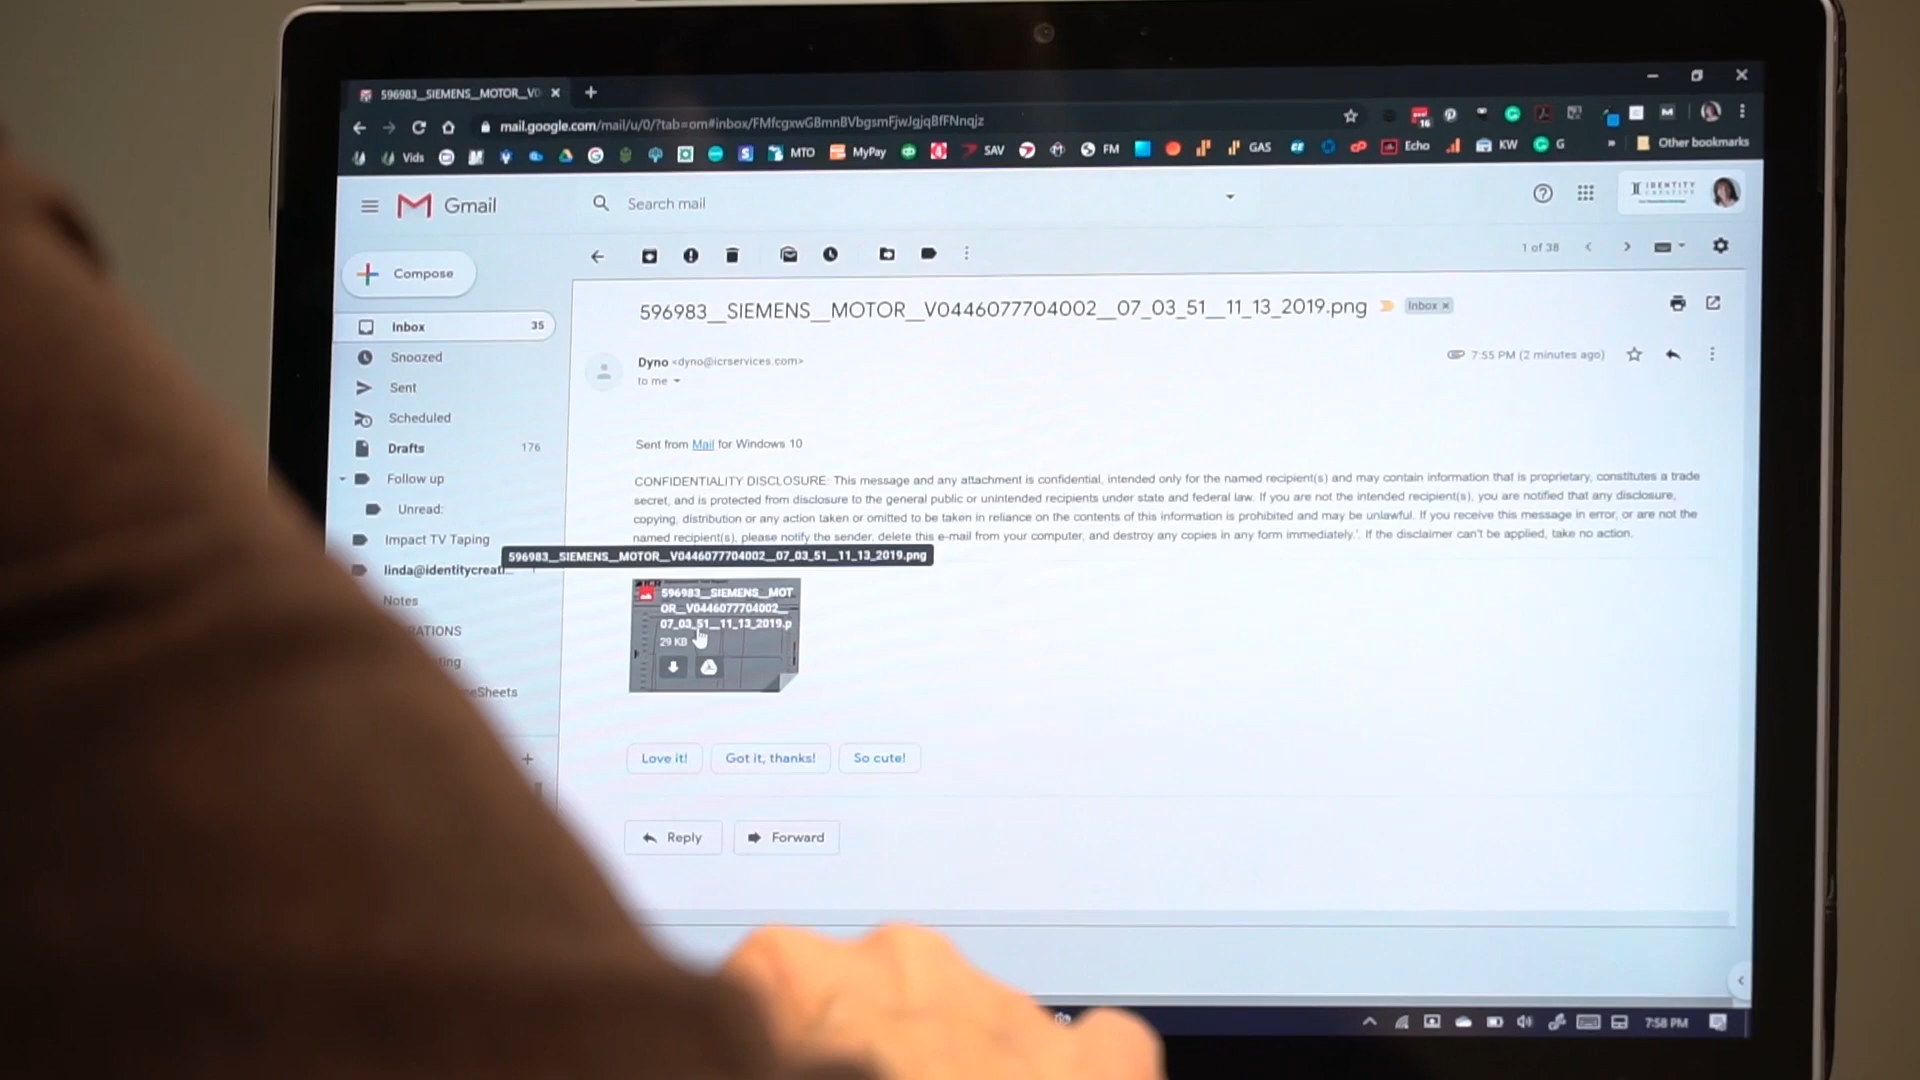 596983__SIEMENS__MOTOR__V0
mail.google.com/mail/u/0/?tab=om#inbox/FMfcgxwGBmnBVbgsmFjwJgjqBfFNnqjz
16
Vids
MTO
MyPay
SAV
FM
GAS
Echo
KW
G
»
Other bookmarks
Gmail
Search mail
IDENTITY
CREATIVE
Compose
1 of 38
Inbox 35
Snoozed
Sent
Scheduled
Drafts 176
Follow up
Unread:
Impact TV Taping
linda@identitycreati...
Notes
RATIONS
ting
eSheets
596983__SIEMENS__MOTOR__V0446077704002__07_03_51__11_13_2019.png
Inbox ×
Dyno <dyno@icrservices.com>
7:55 PM (2 minutes ago)
to me
Sent from Mail for Windows 10
CONFIDENTIALITY DISCLOSURE: This message and any attachment is confidential, intended only for the named recipient(s) and may contain information that is proprietary, constitutes a trade
secret, and is protected from disclosure to the general public or unintended recipients under state and federal law. If you are not the intended recipient(s), you are notified that any disclosure,
copying, distribution or any action taken or omitted to be taken in reliance on the contents of this information is prohibited and may be unlawful. If you receive this message in error, or are not the
named recipient(s), please notify the sender, delete this e-mail from your computer, and destroy any copies in any form immediately.'. If the disclaimer can't be applied, take no action.
596983__SIEMENS__MOTOR__V0446077704002__07_03_51__11_13_2019.png
596983__SIEMENS__MOT
OR__V0446077704002__
07_03_51__11_13_2019.p
29 KB
Love it!
Got it, thanks!
So cute!
Reply
Forward
7:58 PM